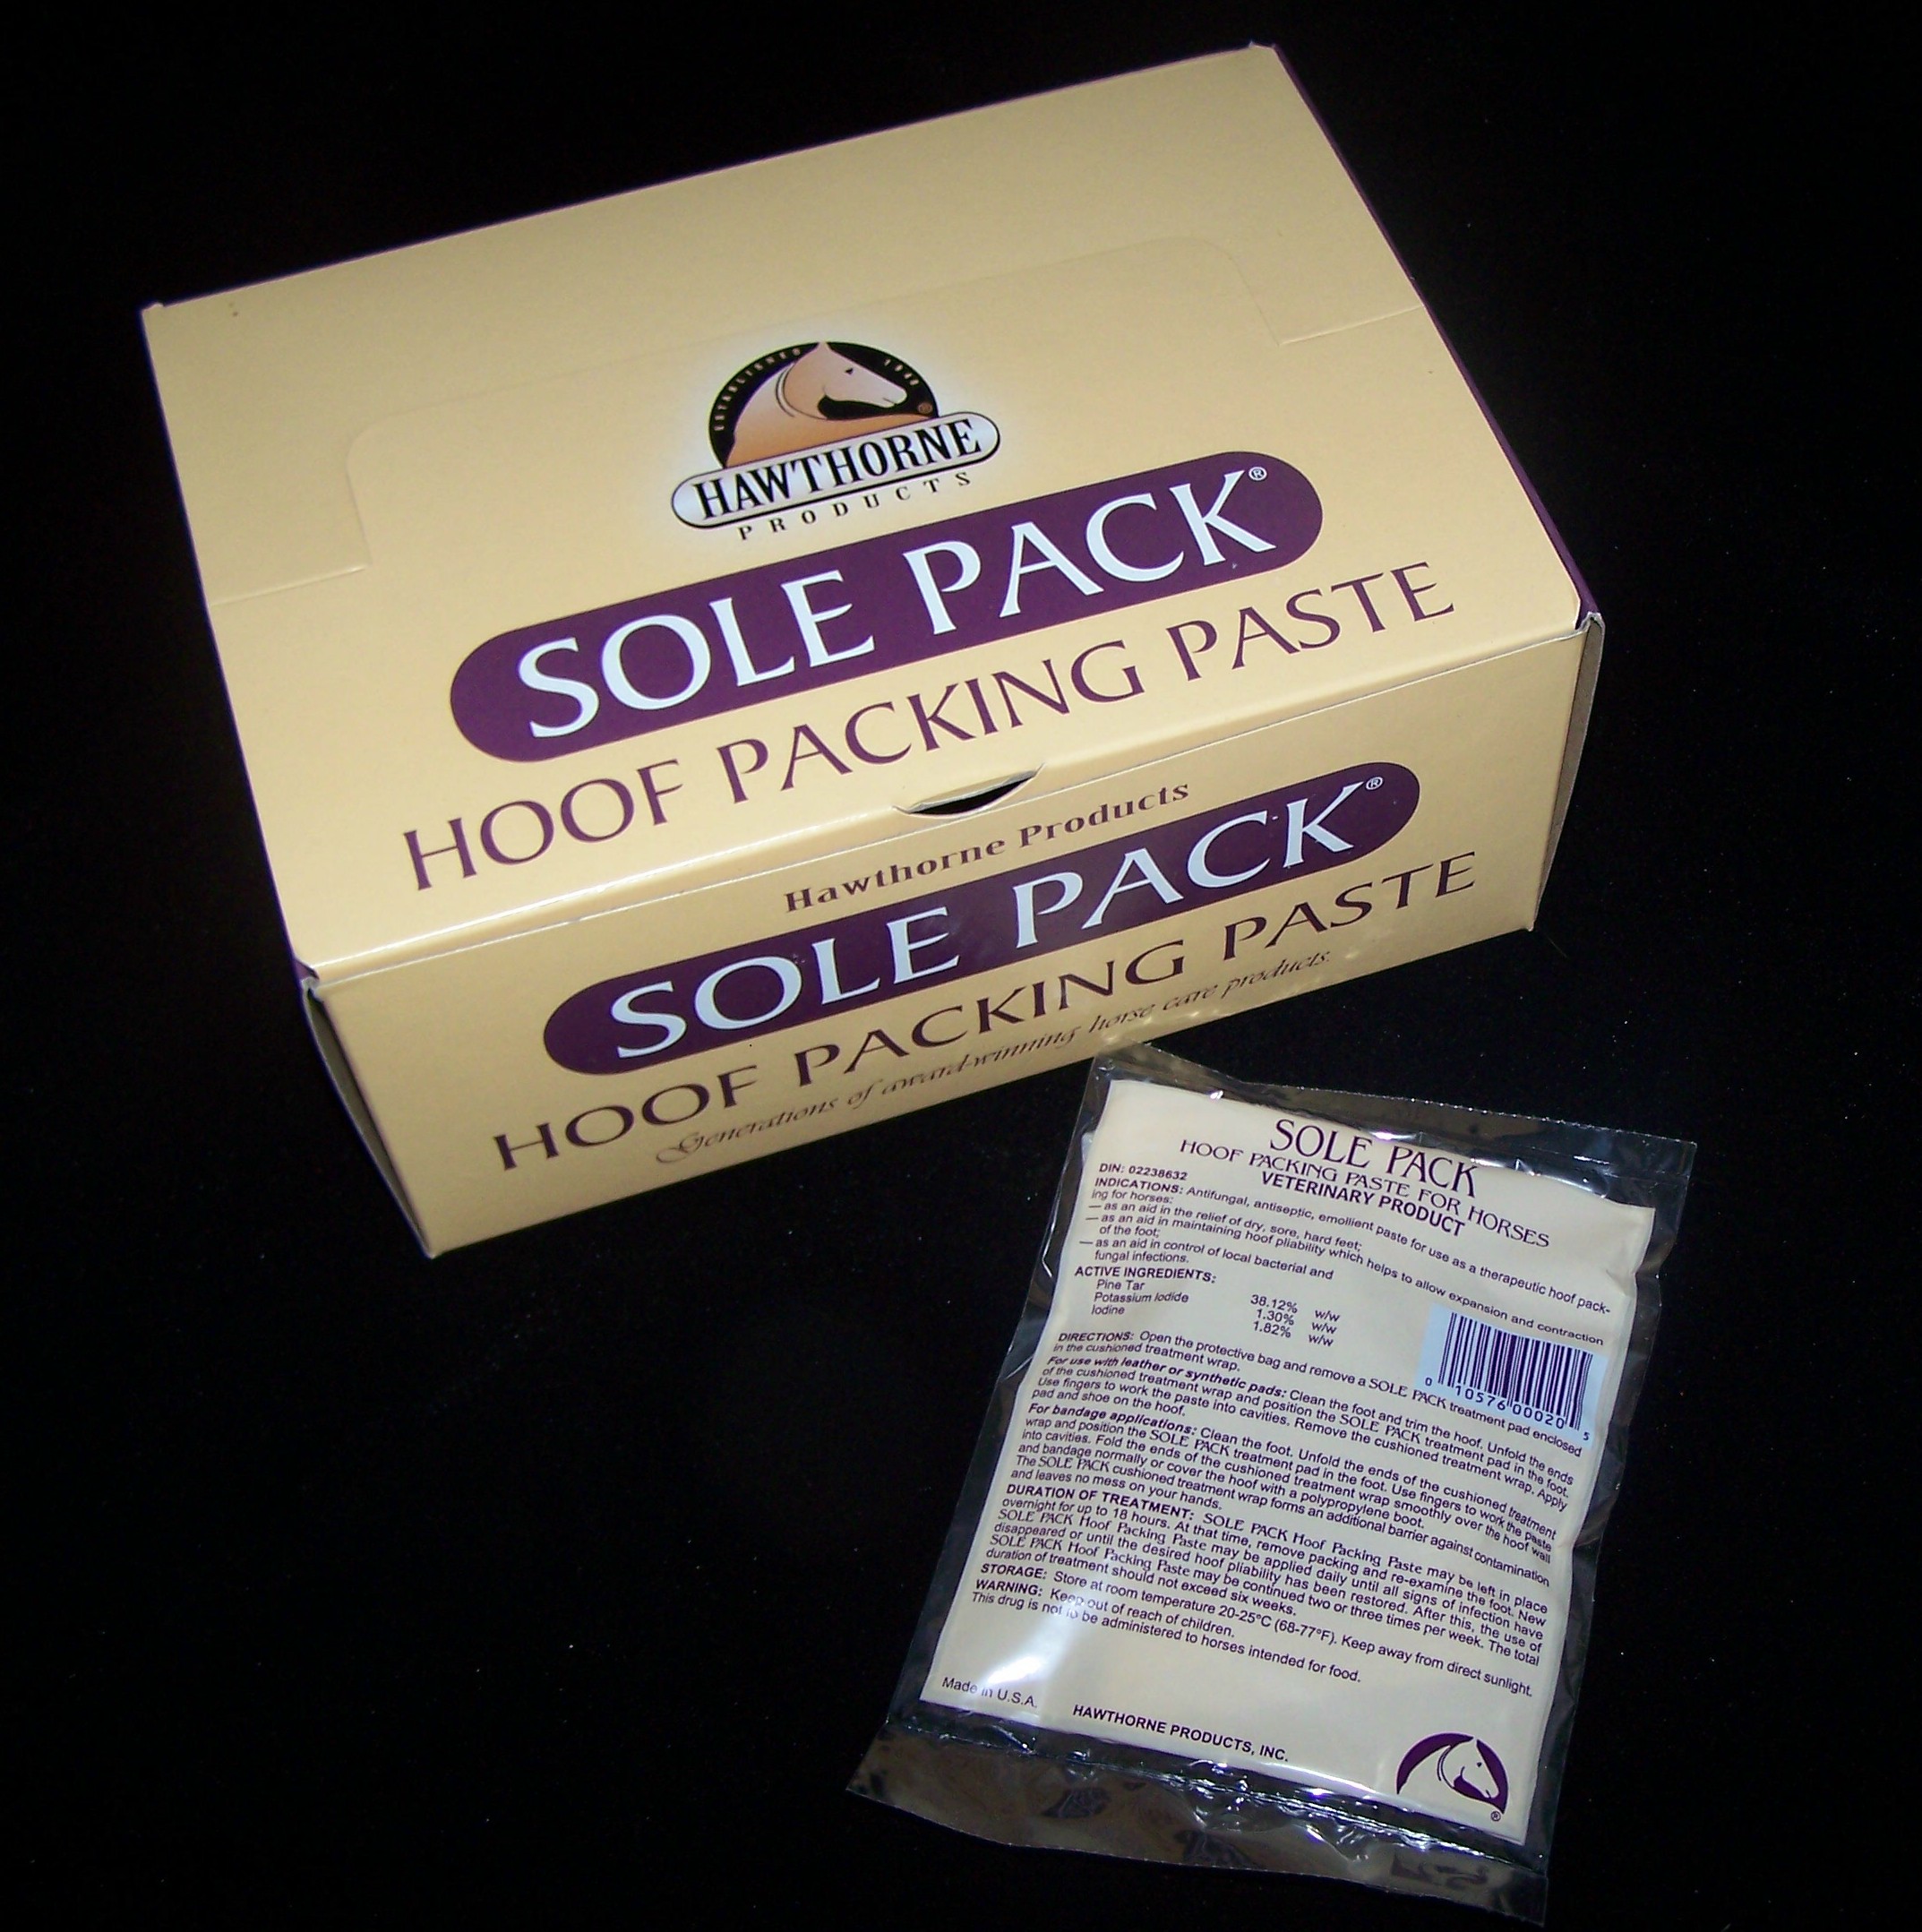 ESTABLISHED
HAWTHORNE
PRODUCTS
SOLE PACK®
HOOF PACKING PASTE
Hawthorne Products
SOLE PACK®
HOOF PACKING PASTE
Generations of award-winning horse care products.
SOLE PACK
HOOF PACKING PASTE FOR HORSES
VETERINARY PRODUCT
DIN: 02238632
INDICATIONS: Antifungal, antiseptic, emollient paste for use as a therapeutic hoof pack-
ing for horses:
— as an aid in the relief of dry, sore, hard feet;
— as an aid in maintaining hoof pliability which helps to allow expansion and contraction
of the foot;
— as an aid in control of local bacterial and
fungal infections.
ACTIVE INGREDIENTS:
Pine Tar 38.12% w/w
Potassium Iodide 1.30% w/w
Iodine 1.82% w/w
0 10576 00020 5
DIRECTIONS: Open the protective bag and remove a SOLE PACK treatment pad enclosed
in the cushioned treatment wrap.
For use with leather or synthetic pads: Clean the foot and trim the hoof. Unfold the ends
of the cushioned treatment wrap and position the SOLE PACK treatment pad in the foot.
Use fingers to work the paste into cavities. Remove the cushioned treatment wrap. Apply
pad and shoe on the hoof.
For bandage applications: Clean the foot. Unfold the ends of the cushioned treatment
wrap and position the SOLE PACK treatment pad in the foot. Use fingers to work the paste
into cavities. Fold the ends of the cushioned treatment wrap smoothly over the hoof wall
and bandage normally or cover the hoof with a polypropylene boot.
The SOLE PACK cushioned treatment wrap forms an additional barrier against contamination
and leaves no mess on your hands.
DURATION OF TREATMENT: SOLE PACK Hoof Packing Paste may be left in place
overnight for up to 18 hours. At that time, remove packing and re-examine the foot. New
SOLE PACK Hoof Packing Paste may be applied daily until all signs of infection have
disappeared or until the desired hoof pliability has been restored. After this, the use of
SOLE PACK Hoof Packing Paste may be continued two or three times per week. The total
duration of treatment should not exceed six weeks.
STORAGE: Store at room temperature 20-25°C (68-77°F). Keep away from direct sunlight.
WARNING: Keep out of reach of children.
This drug is not to be administered to horses intended for food.
Made in U.S.A.
HAWTHORNE PRODUCTS, INC.
®